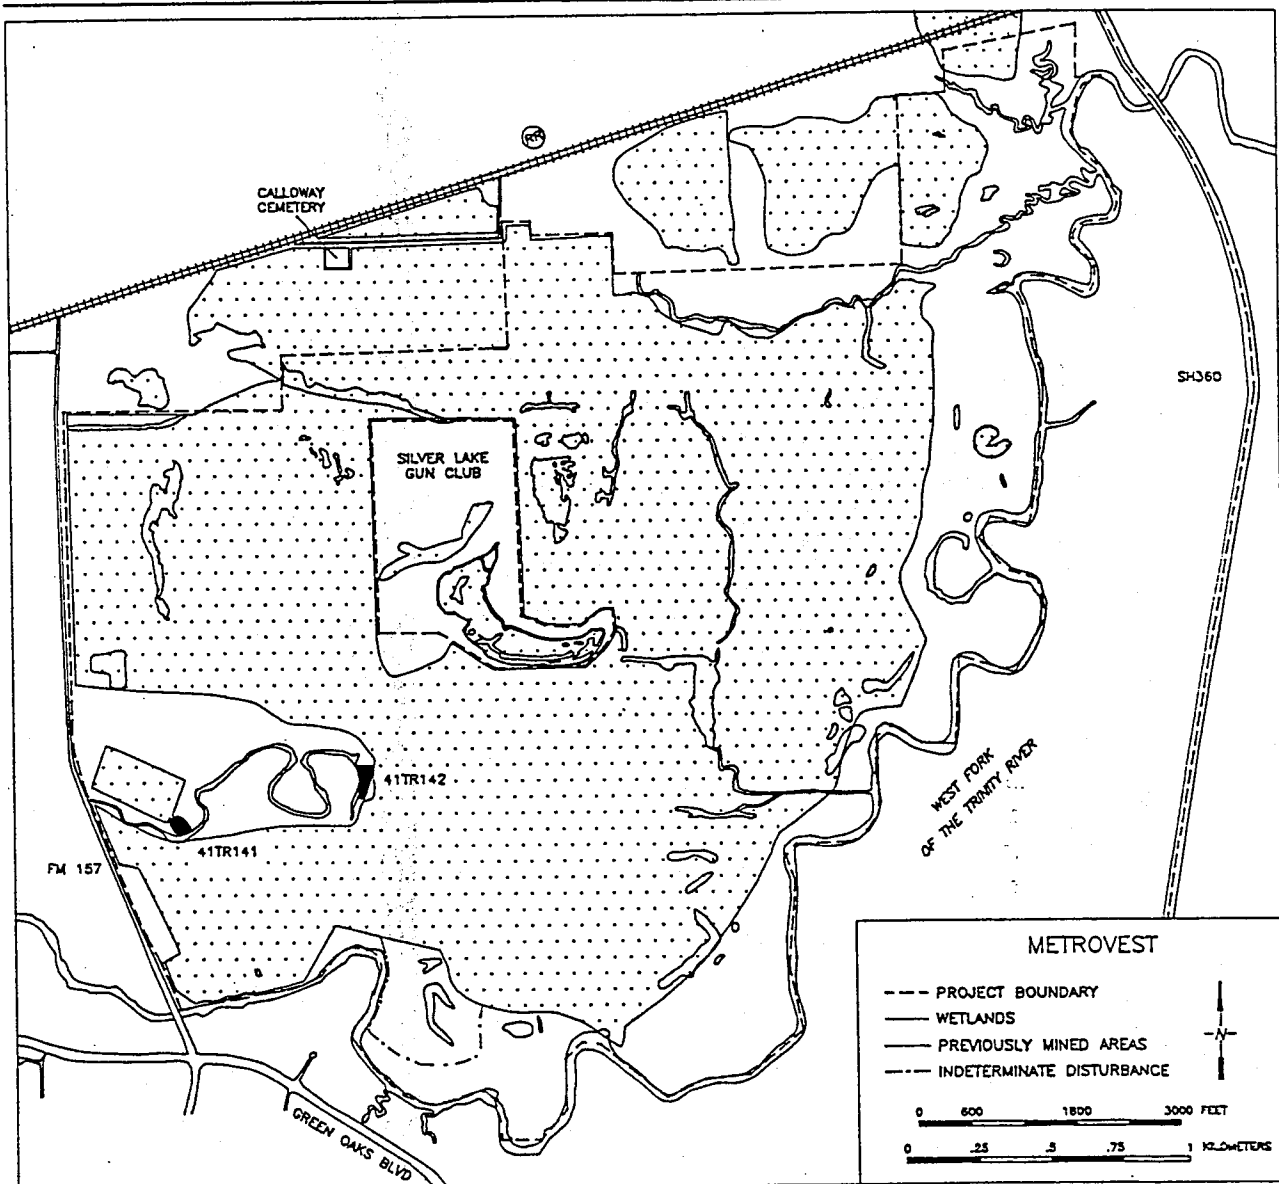 RR
CALLOWAY
CEMETERY
SH360
SILVER LAKE
GUN CLUB
41TR142
WEST FORK
OF THE TRINITY RIVER
41TR141
FM 157
GREEN OAKS BLVD
METROVEST
PROJECT BOUNDARY
WETLANDS
PREVIOUSLY MINED AREAS
INDETERMINATE DISTURBANCE
N
0 600 1800 3000 FEET
0 .25 .5 .75 1 KILOMETERS